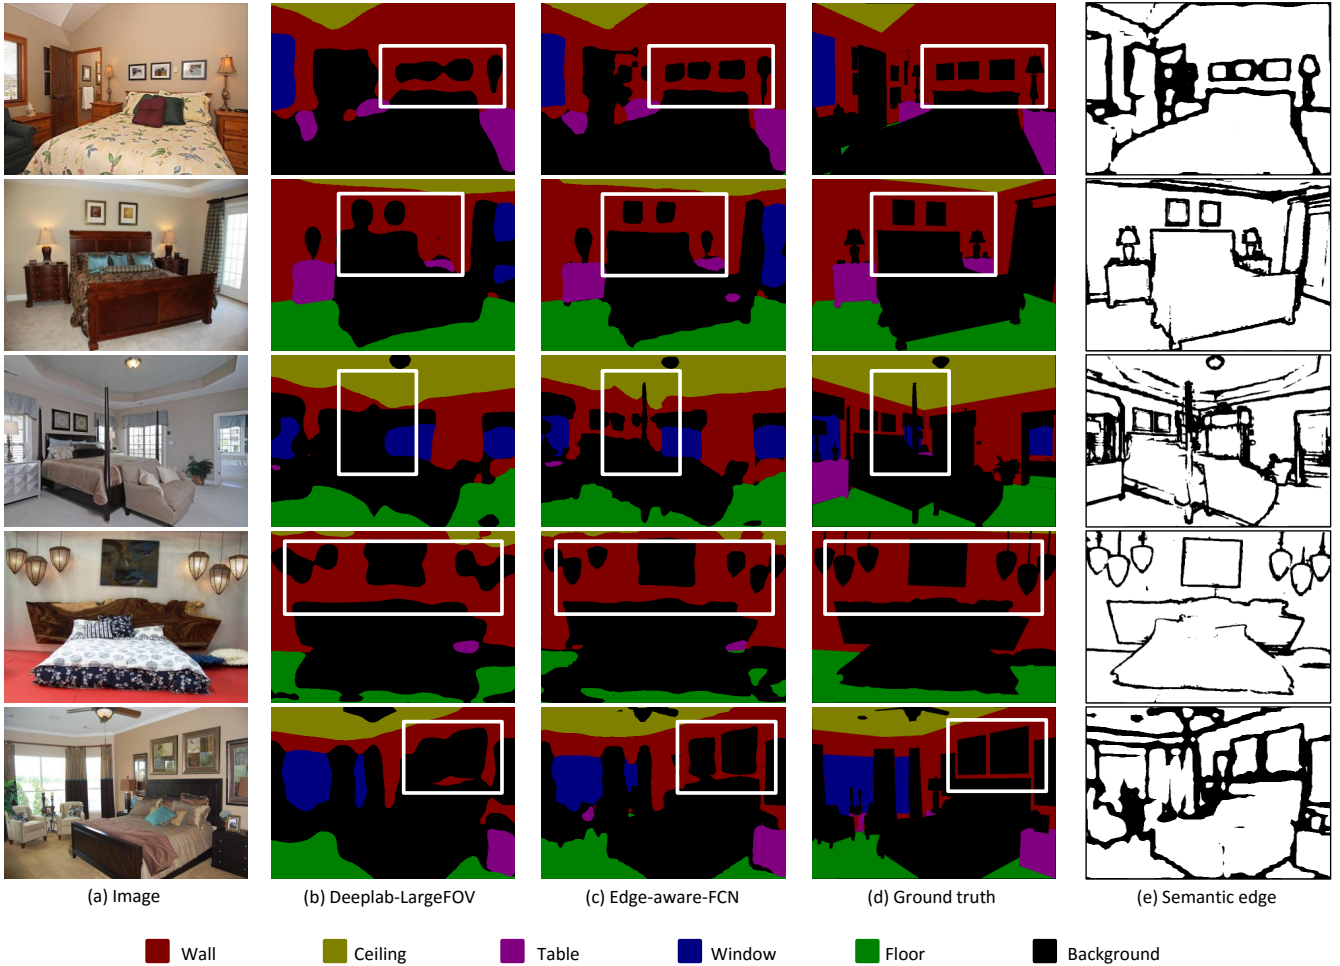 (a) Image (b) Deeplab-LargeFOV (c) Edge-aware-FCN (d) Ground truth (e) Semantic edge
Wall Ceiling Table Window Floor Background